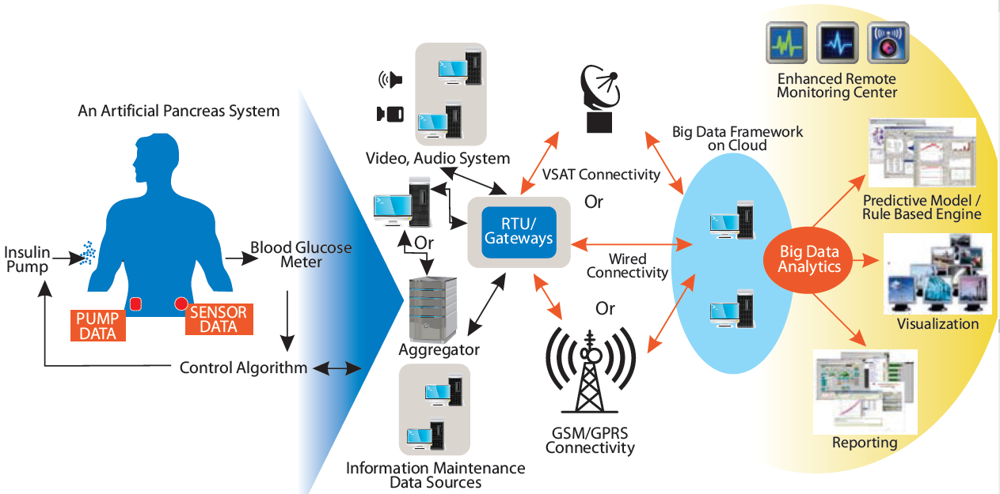 An Artificial Pancreas System
Insulin
Pump
Blood Glucose
Meter
PUMP
DATA
SENSOR
DATA
Control Algorithm
Video, Audio System
Or
Aggregator
Information Maintenance
Data Sources
RTU/
Gateways
VSAT Connectivity
Or
Wired
Connectivity
Or
GSM/GPRS
Connectivity
Big Data Framework
on Cloud
Big Data
Analytics
Enhanced Remote
Monitoring Center
Predictive Model /
Rule Based Engine
Visualization
Reporting